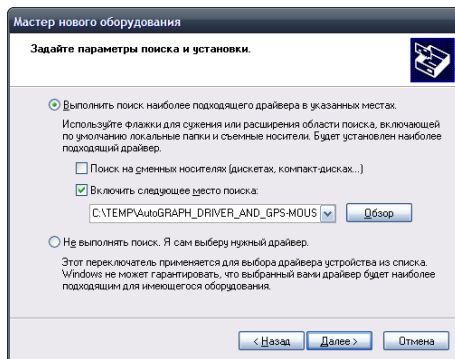 Мастер нового оборудования
Задайте параметры поиска и установки.
Выполнить поиск наиболее подходящего драйвера в указанных местах.
Используйте флажки для сужения или расширения области поиска, включающей
по умолчанию локальные папки и съемные носители. Будет установлен наиболее
подходящий драйвер.
Поиск на сменных носителях (дискетах, компакт-дисках...)
Включить следующее место поиска:
C:\TEMP\AutoGRAPH_DRIVER_AND_GPS-MOUS
Обзор
Не выполнять поиск. Я сам выберу нужный драйвер.
Этот переключатель применяется для выбора драйвера устройства из списка.
Windows не может гарантировать, что выбранный вами драйвер будет наиболее
подходящим для имеющегося оборудования.
< Назад Далее > Отмена